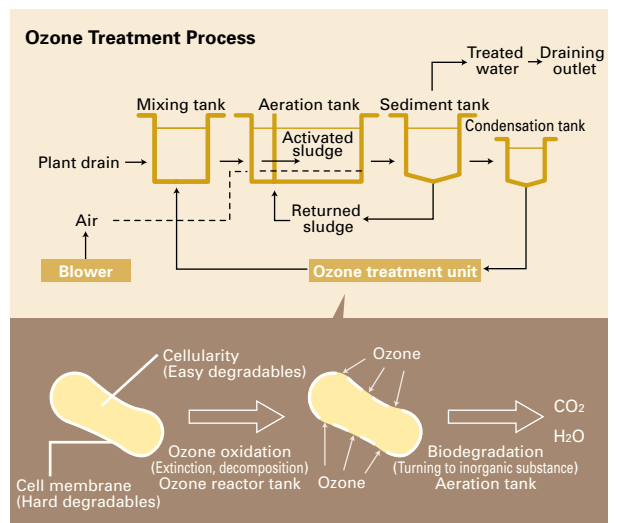 Ozone Treatment Process
Treated
water
Draining
outlet
Mixing tank
Aeration tank
Sediment tank
Condensation tank
Activated
sludge
Plant drain
Returned
sludge
Air
Blower
Ozone treatment unit
Cellularity
(Easy degradables)
Ozone
CO2
H2O
Ozone oxidation
(Extinction, decomposition)
Ozone reactor tank
Ozone
Biodegradation
(Turning to inorganic substance)
Aeration tank
Cell membrane
(Hard degradables)